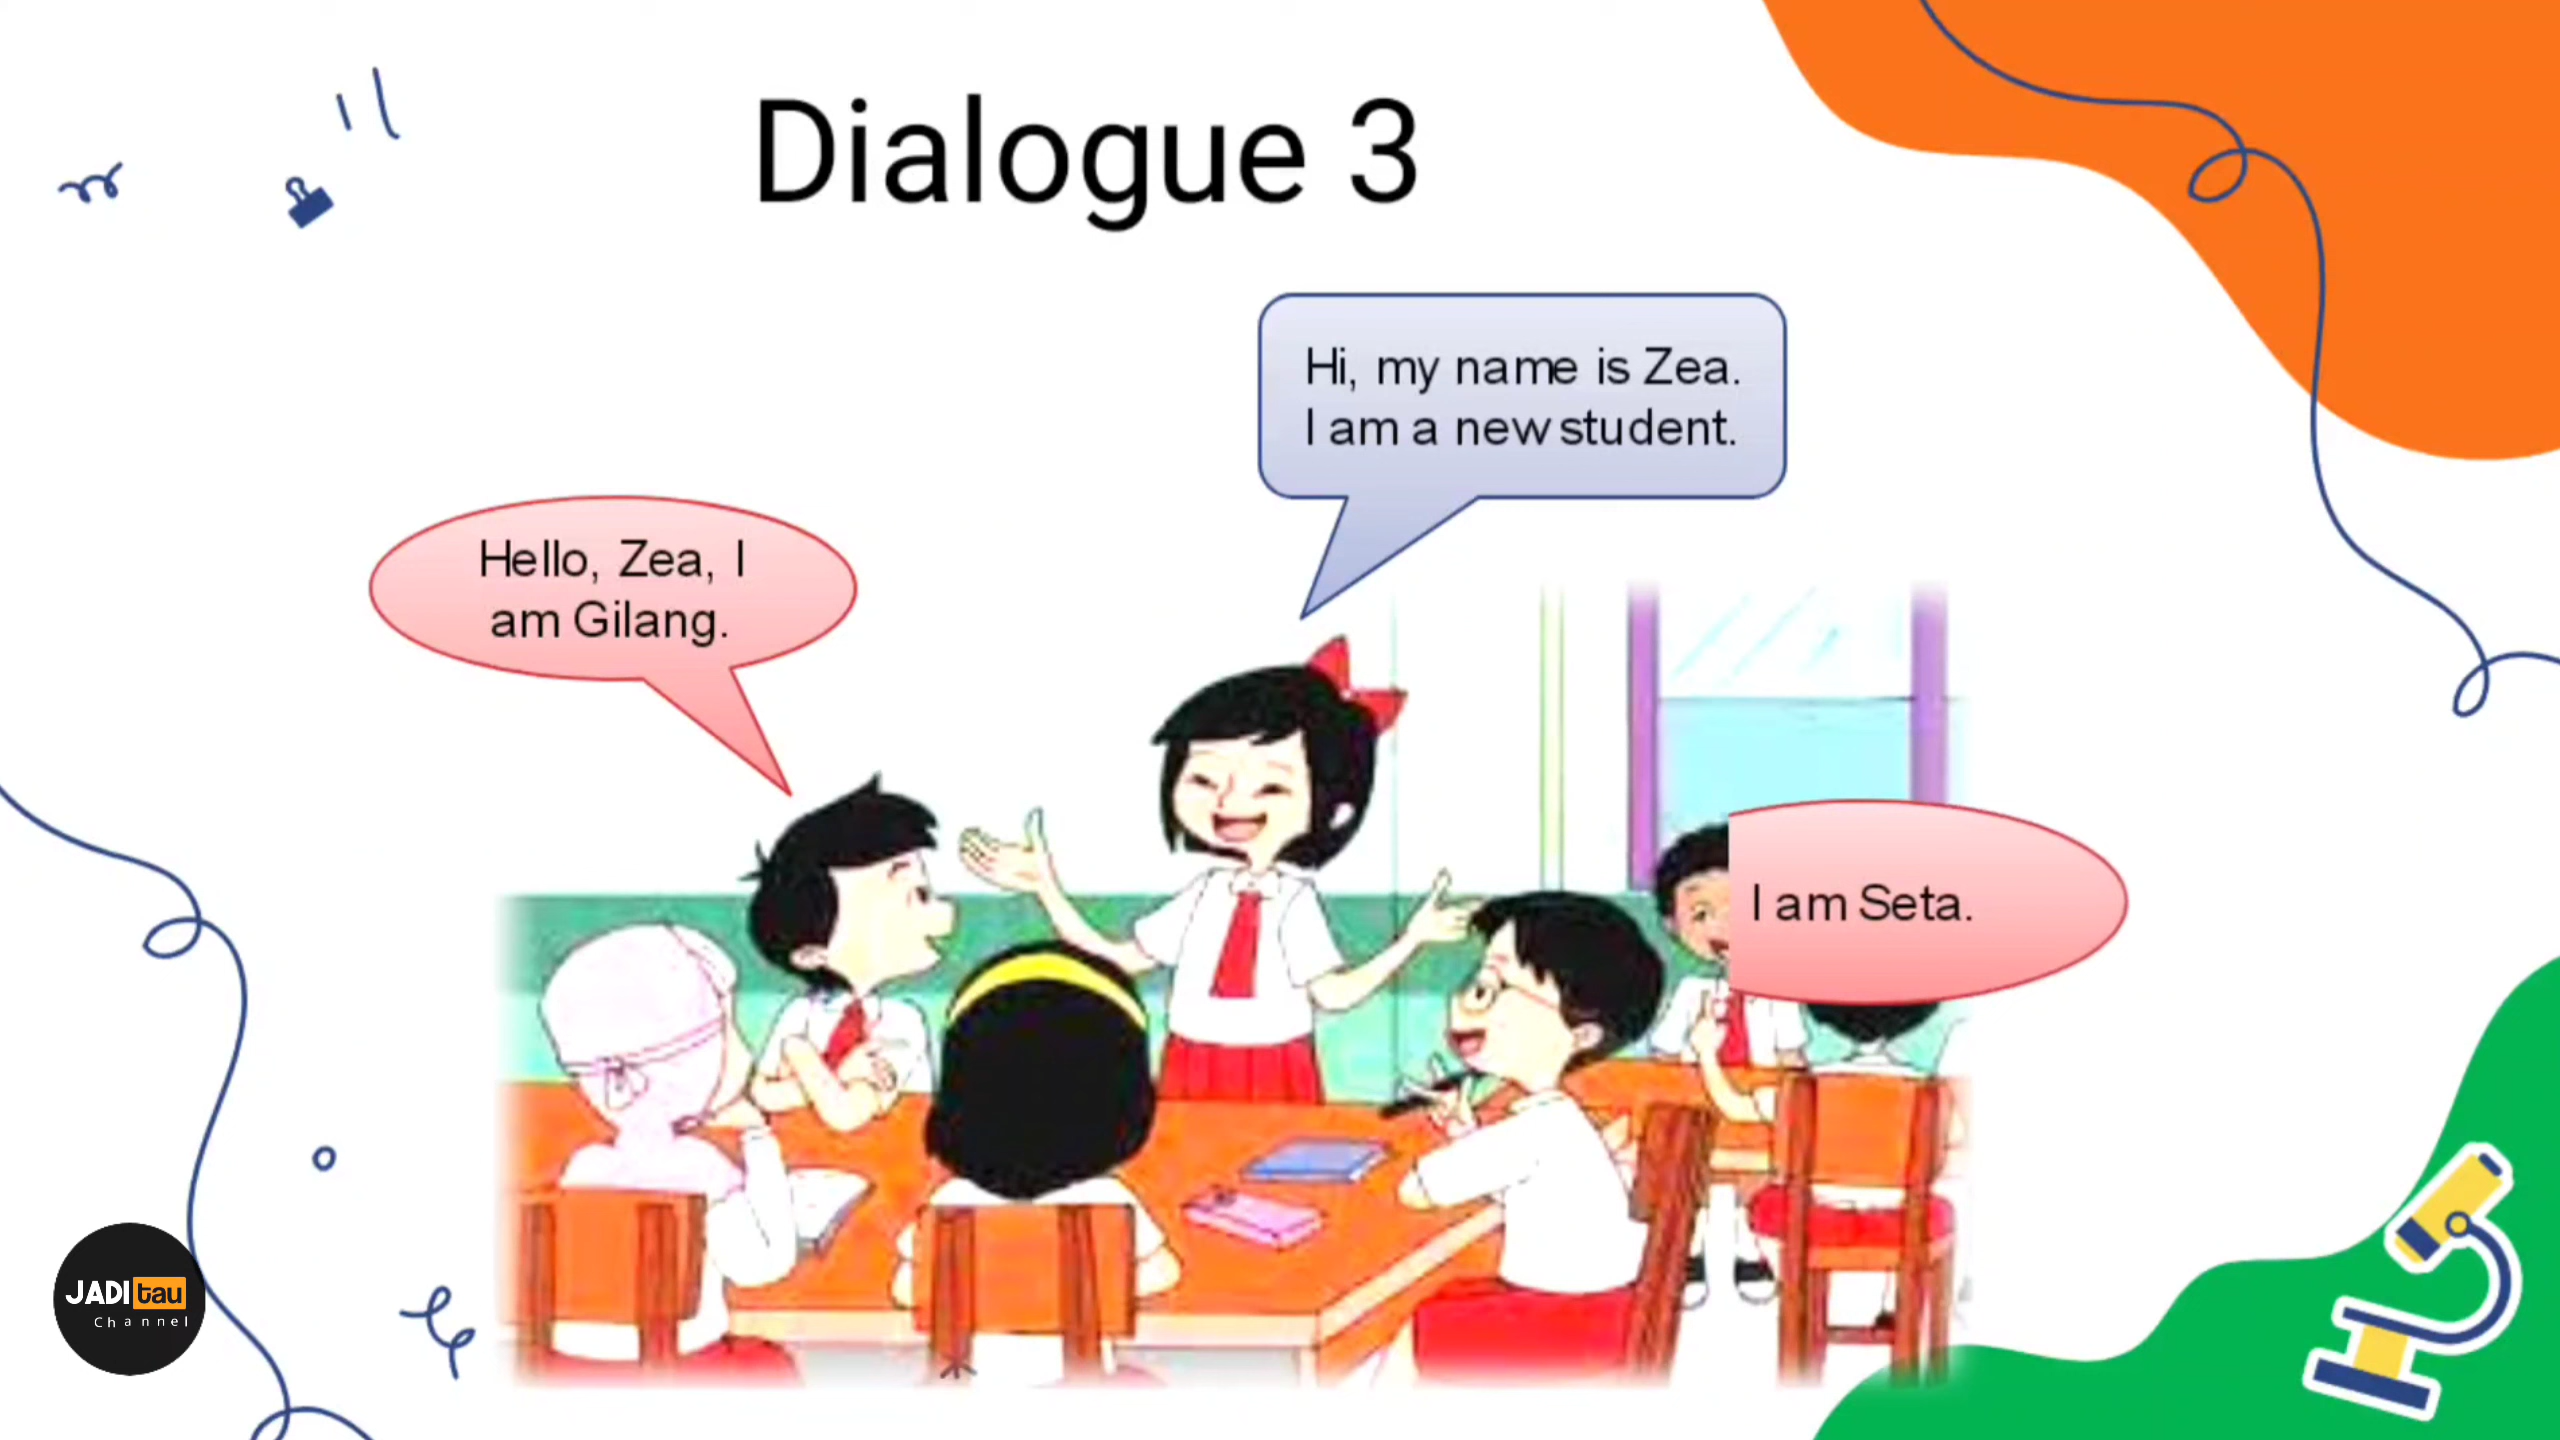 Dialogue 3
Hi, my name is Zea.
I am a new student.
Hello, Zea, I
am Gilang.
I am Seta.
JADI tau
Channel